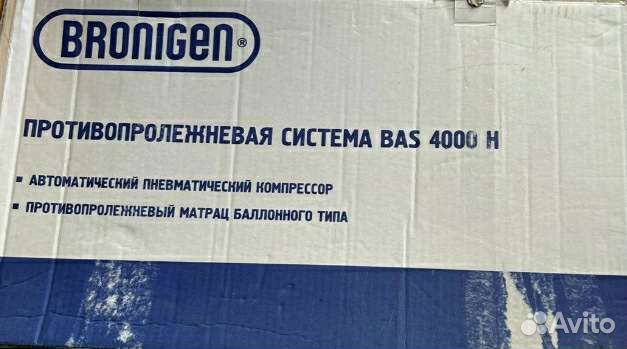 BRONIGEN®
ПРОТИВОПРОЛЕЖНЕВАЯ СИСТЕМА BAS 4000 H
▪ АВТОМАТИЧЕСКИЙ ПНЕВМАТИЧЕСКИЙ КОМПРЕССОР
▪ ПРОТИВОПРОЛЕЖНЕВЫЙ МАТРАЦ БАЛЛОННОГО ТИПА
Avito